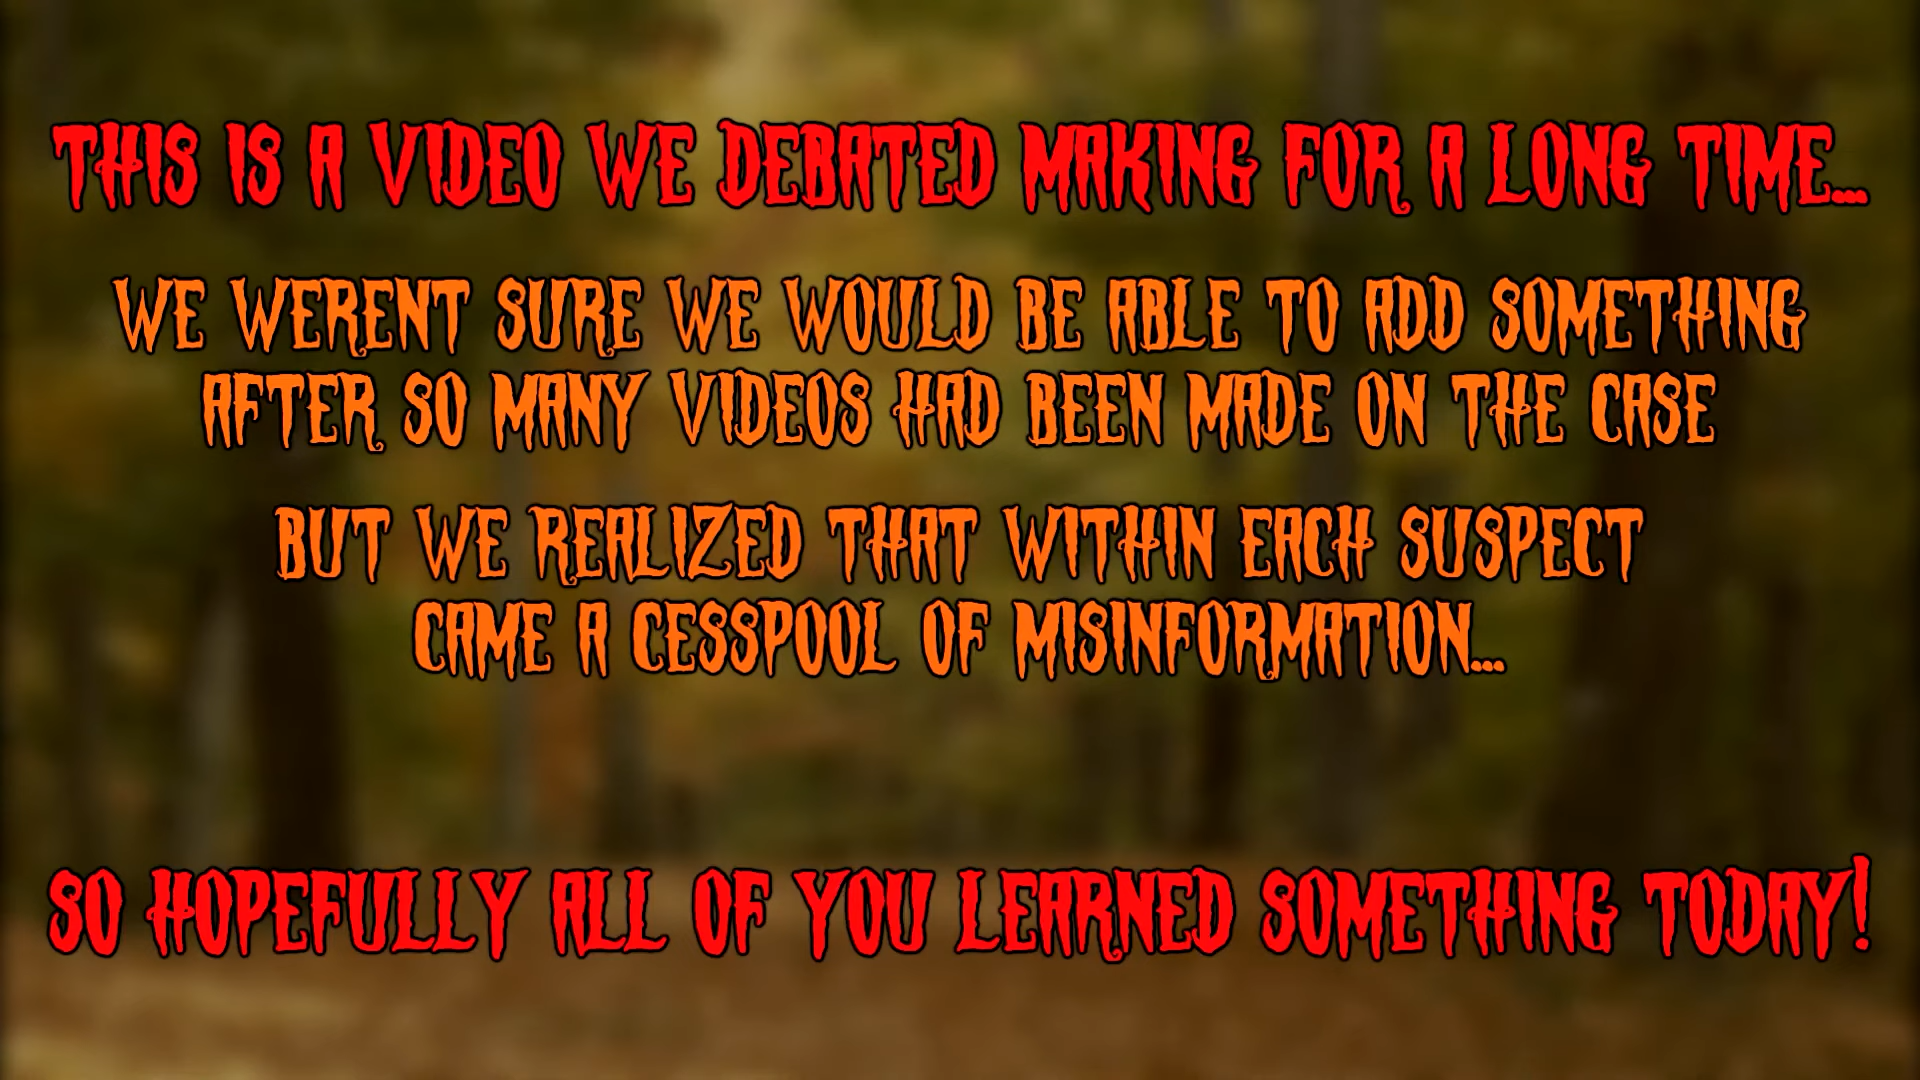 THIS IS A VIDEO WE DEBATED MAKING FOR A LONG TIME...
WE WERENT SURE WE WOULD BE ABLE TO ADD SOMETHING
AFTER SO MANY VIDEOS HAD BEEN MADE ON THE CASE
BUT WE REALIZED THAT WITHIN EACH SUSPECT
CAME A CESSPOOL OF MISINFORMATION...
SO HOPEFULLY ALL OF YOU LEARNED SOMETHING TODAY!